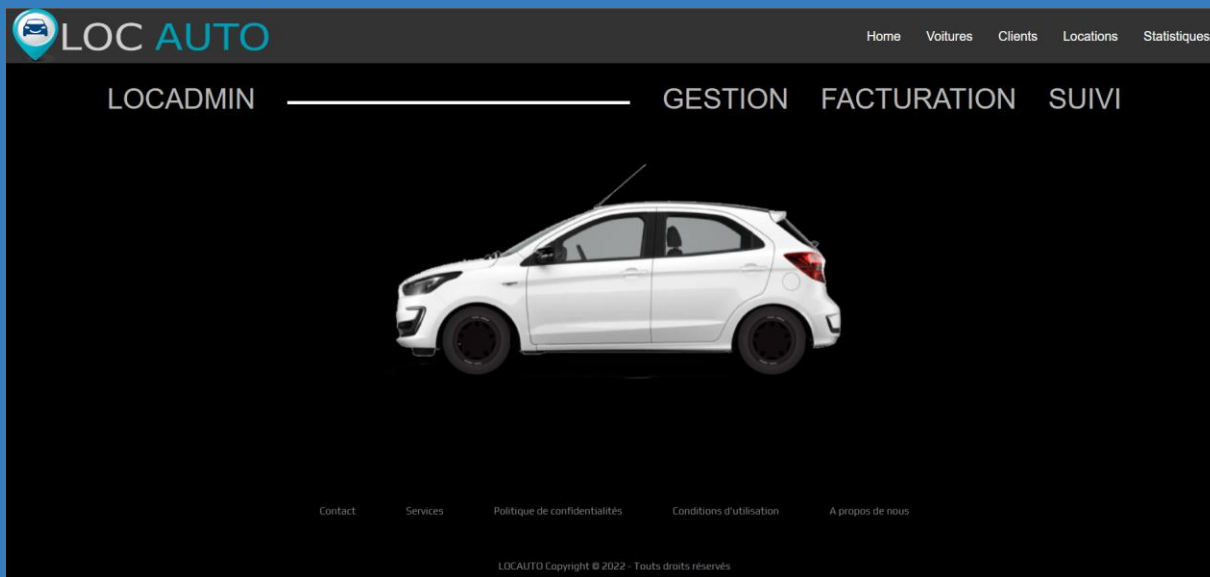 LOC AUTO Home Voitures Clients Locations Statistiques
LOCADMIN GESTION FACTURATION SUIVI
Contact Services Politique de confidentialités Conditions d'utilisation A propos de nous
LOCAUTO Copyright © 2022 - Touts droits réservés